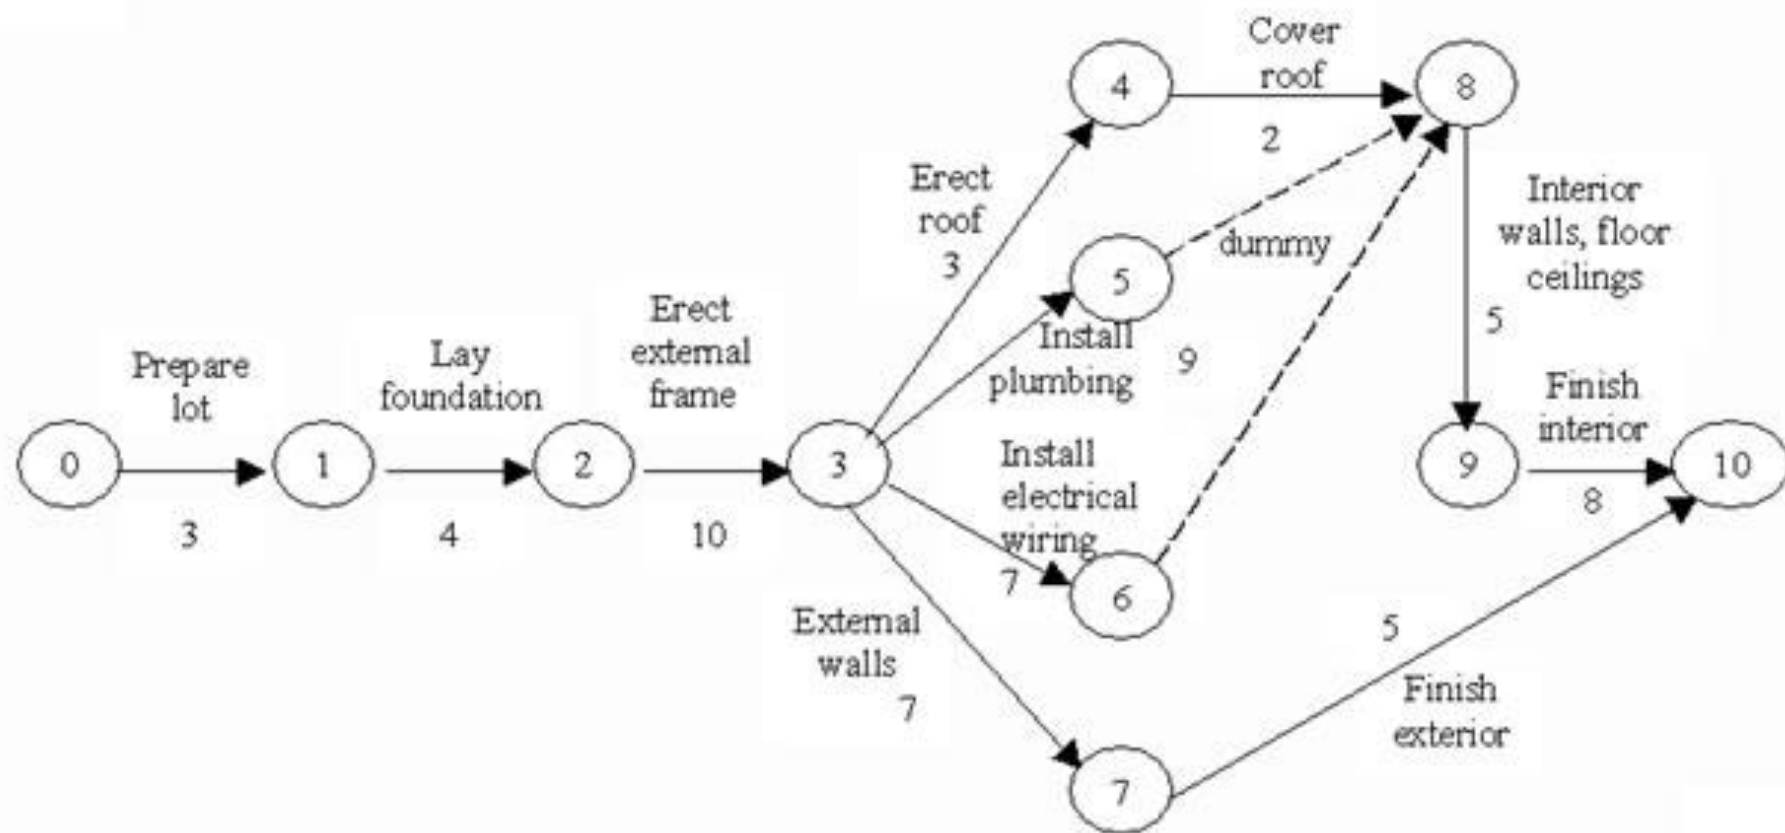 Cover
roof
4
8
2
Erect
roof
3
Interior
walls, floor
ceilings
dummy
5
5
Erect
external
frame
Install
plumbing
9
Lay
foundation
Prepare
lot
Finish
interior
0
1
2
3
9
10
Install
electrical
wiring
3
4
10
8
7
6
External
walls
7
5
Finish
exterior
7